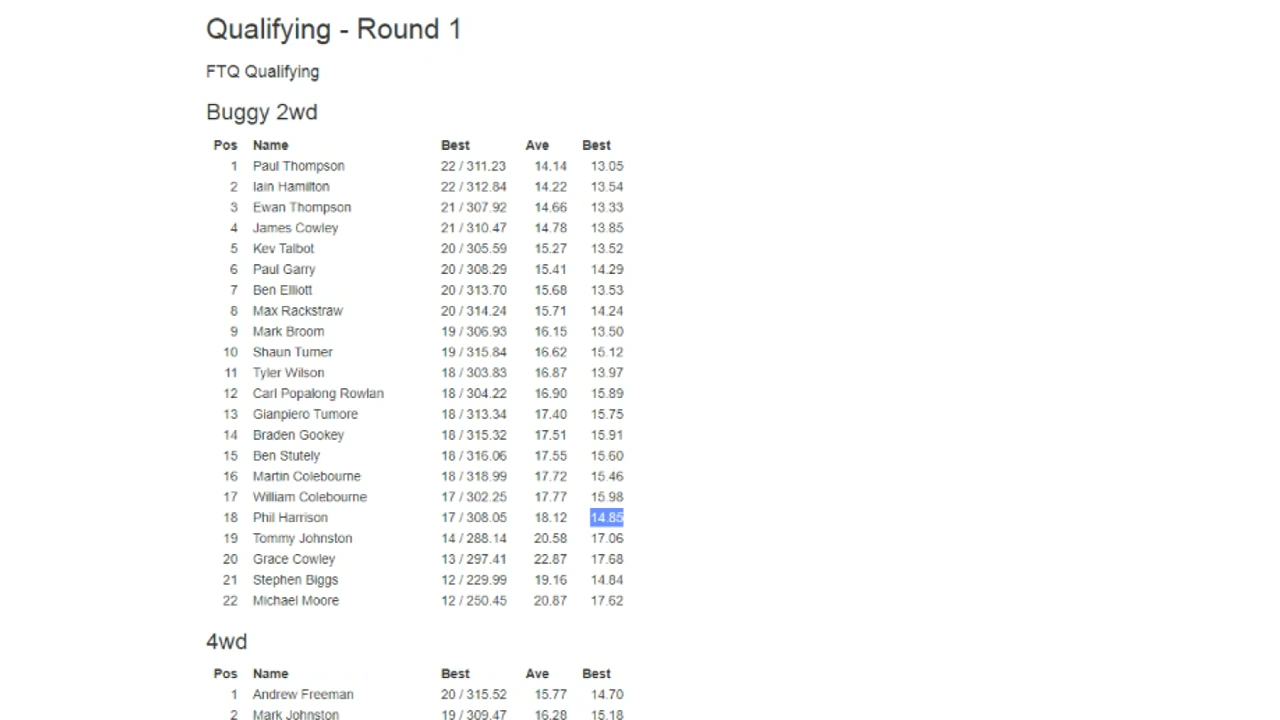 Qualifying - Round 1
FTQ Qualifying
Buggy 2wd
Pos Name Best Ave Best
1 Paul Thompson 22 / 311.23 14.14 13.05
2 Iain Hamilton 22 / 312.84 14.22 13.54
3 Ewan Thompson 21 / 307.92 14.66 13.33
4 James Cowley 21 / 310.47 14.78 13.85
5 Kev Talbot 20 / 305.59 15.27 13.52
6 Paul Garry 20 / 308.29 15.41 14.29
7 Ben Elliott 20 / 313.70 15.68 13.53
8 Max Rackstraw 20 / 314.24 15.71 14.24
9 Mark Broom 19 / 306.93 16.15 13.50
10 Shaun Turner 19 / 315.84 16.62 15.12
11 Tyler Wilson 18 / 303.83 16.87 13.97
12 Carl Popalong Rowlan 18 / 304.22 16.90 15.89
13 Gianpiero Tumore 18 / 313.34 17.40 15.75
14 Braden Gookey 18 / 315.32 17.51 15.91
15 Ben Stutely 18 / 316.06 17.55 15.60
16 Martin Colebourne 18 / 318.99 17.72 15.46
17 William Colebourne 17 / 302.25 17.77 15.98
18 Phil Harrison 17 / 308.05 18.12 14.85
19 Tommy Johnston 14 / 288.14 20.58 17.06
20 Grace Cowley 13 / 297.41 22.87 17.68
21 Stephen Biggs 12 / 229.99 19.16 14.84
22 Michael Moore 12 / 250.45 20.87 17.62
4wd
Pos Name Best Ave Best
1 Andrew Freeman 20 / 315.52 15.77 14.70
2 Mark Johnston 19 / 309.47 16.28 15.18